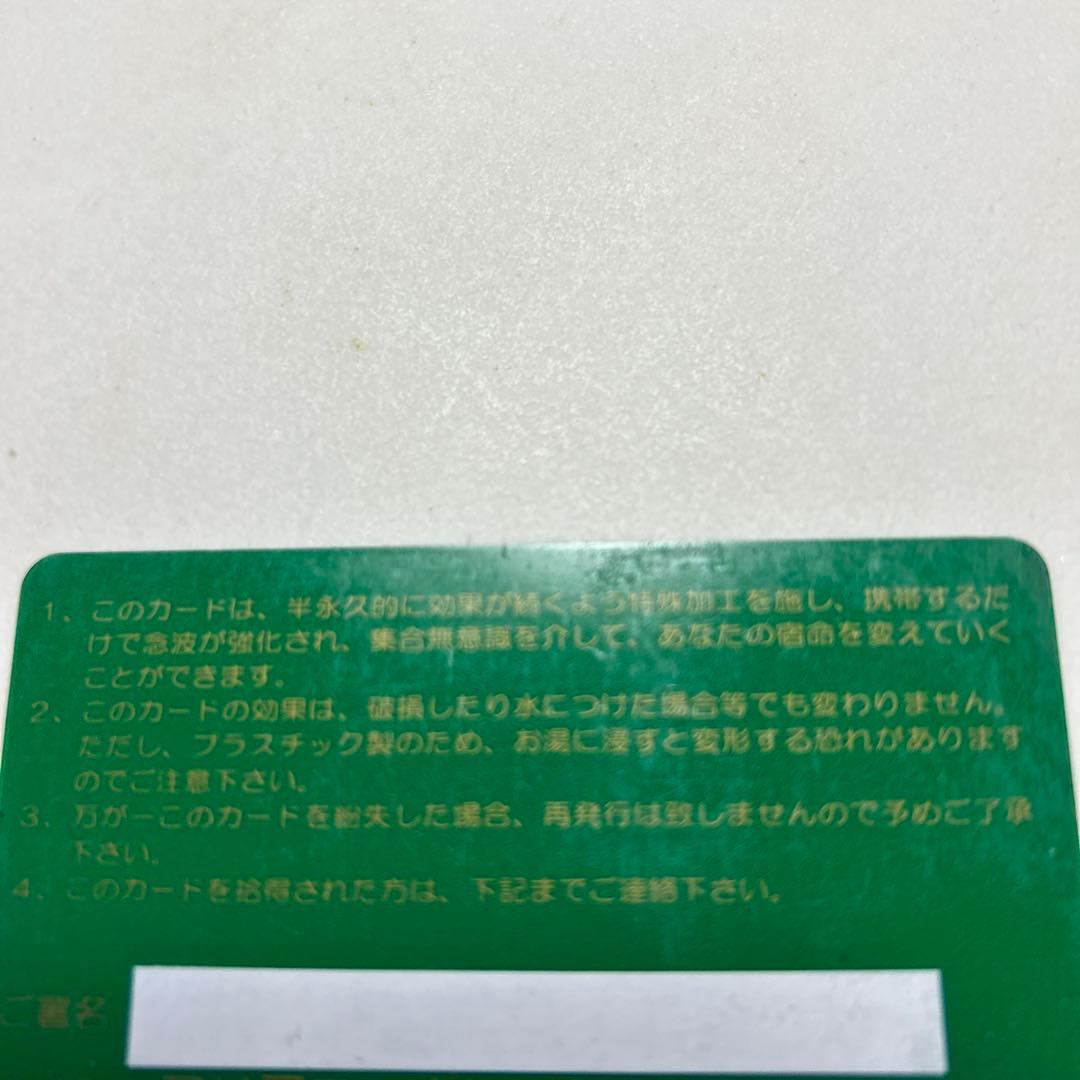 1、このカードは、半永久的に効果が続くよう特殊加工を施し、携帯するだ
けで念波が強化され、集合無意識を介して、あなたの宿命を変えていく
ことができます。
2、このカードの効果は、破損したり水につけた場合等でも変わりません。
ただし、プラスチック製のため、お湯に浸すと変形する恐れがあります
のでご注意下さい。
3、万が一このカードを紛失した場合、再発行は致しませんので予めご了承
下さい。
4、このカードを拾得された方は、下記までご連絡下さい。
ご署名